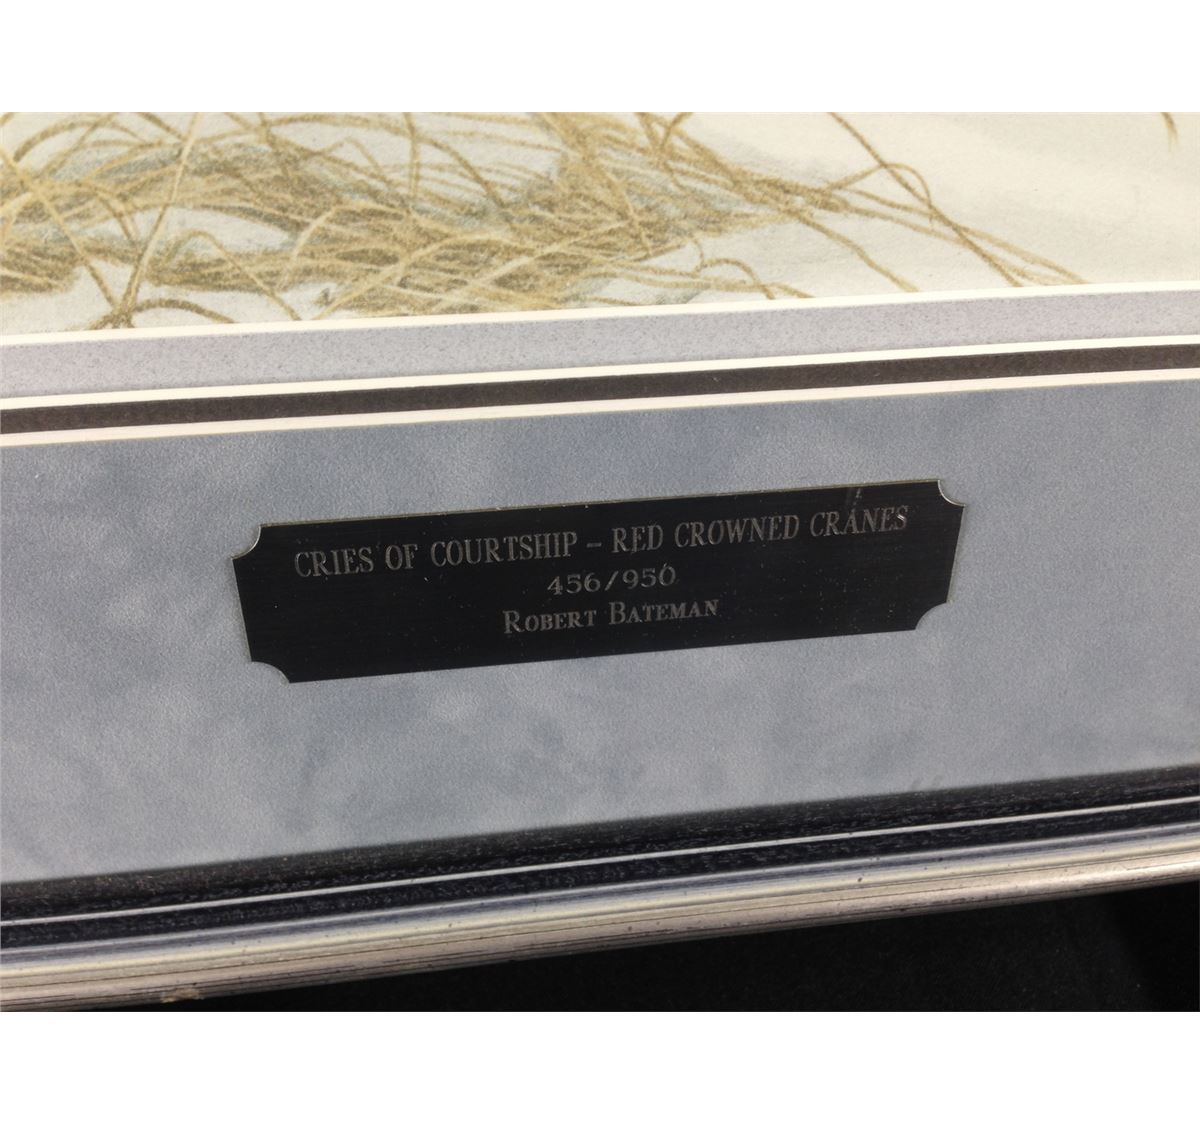 CRIES OF COURTSHIP – RED CROWNED CRANES
456/950
ROBERT BATEMAN